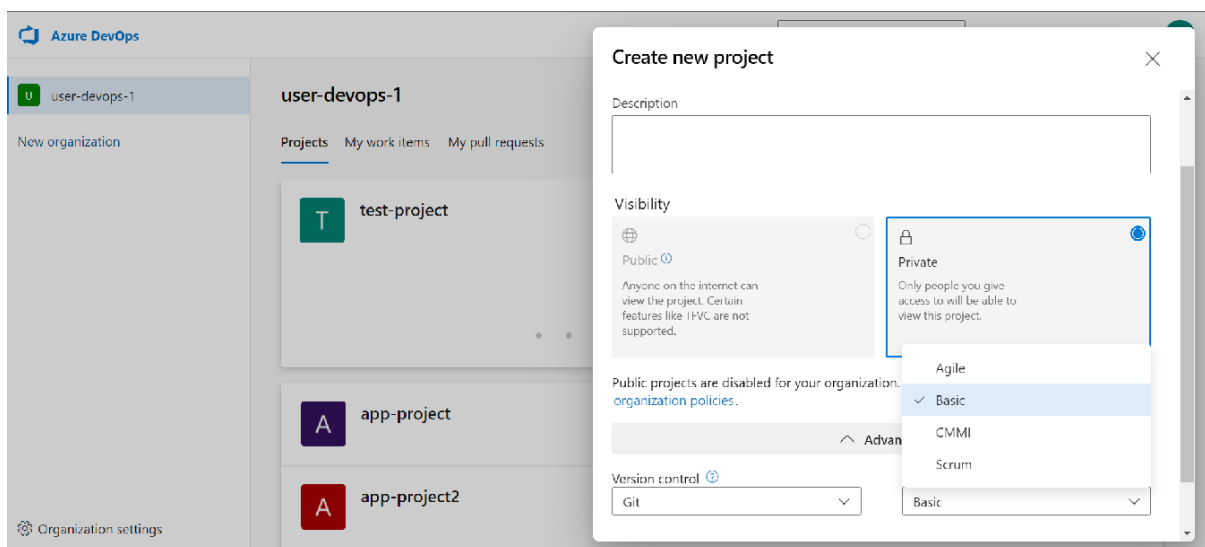 Azure DevOps
U user-devops-1
New organization
Organization settings
user-devops-1
Projects My work items My pull requests
T test-project
A app-project
A app-project2
Create new project
Description
Visibility
Public
Anyone on the internet can
view the project. Certain
features like TFVC are not
supported.
Private
Only people you give
access to will be able to
view this project.
Public projects are disabled for your organization.
organization policies.
Advan
Agile
Basic
CMMI
Scrum
Version control
Git
Basic